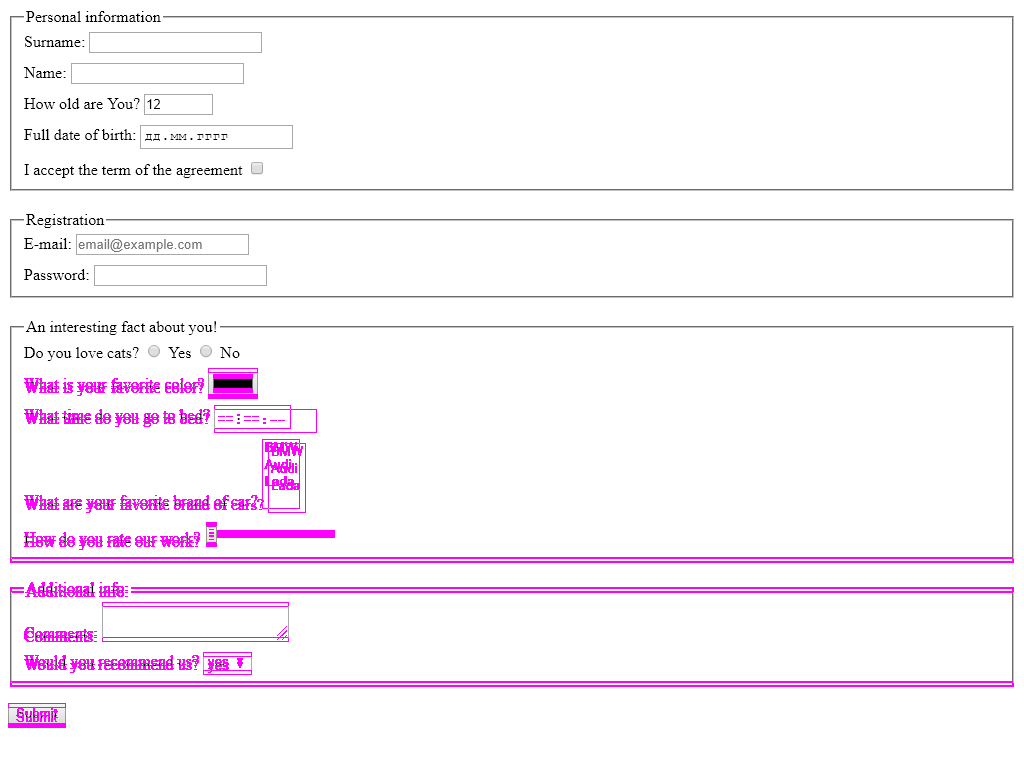 Personal information
Surname:
Name:
How old are You? 12
Full date of birth: дд.мм.гггг
I accept the term of the agreement
Registration
E-mail: email@example.com
Password:
An interesting fact about you!
Do you love cats? Yes No
What is your favorite color?
What time do you go to bed? --:--.--
BMW
Audi
Lada
What are your favorite brand of cars?
How do you rate our work?
Additional info:
Comments:
Would you recommend us? yes
Submit